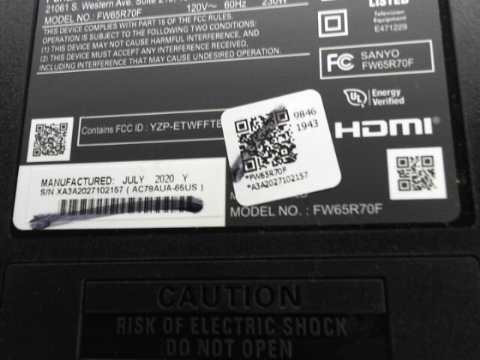 21061 S. Western Ave. Suite
MODEL NO. : FW65R70F 120V~ 60Hz 230W
THIS DEVICE COMPLIES WITH PART 15 OF THE FCC RULES.
OPERATION IS SUBJECT TO THE FOLLOWING TWO CONDITIONS:
(1) THIS DEVICE MAY NOT CAUSE HARMFUL INTERFERENCE, AND
(2) THIS DEVICE MUST ACCEPT ANY INTERFERENCE RECEIVED,
INCLUDING INTERFERENCE THAT MAY CAUSE UNDESIRED OPERATION.
LISTED
Television
Equipment
E471229
FC SANYO
FW65R70F
UL Energy
Verified
Contains FCC ID : YZP-ETWFFTE
9846
1943
HDMI
*FW65R70F
*A3A2027102157
MANUFACTURED: JULY 2020 Y
S/N XA3A2027102157 ( AC78AUA-65US )
MADE
MODEL NO. : FW65R70F
CAUTION
RISK OF ELECTRIC SHOCK
DO NOT OPEN